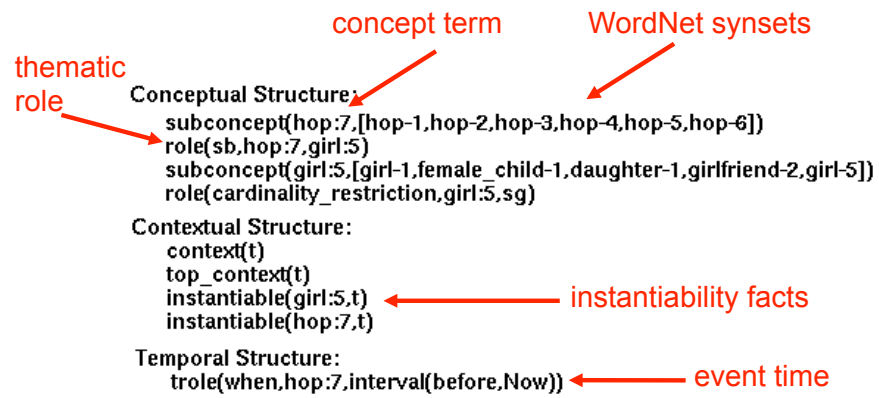 concept term
WordNet synsets
thematic
role
Conceptual Structure:
subconcept(hop:7,[hop-1,hop-2,hop-3,hop-4,hop-5,hop-6])
role(sb,hop:7,girl:5)
subconcept(girl:5,[girl-1,female_child-1,daughter-1,girlfriend-2,girl-5])
role(cardinality_restriction,girl:5,sg)
Contextual Structure:
context(t)
top_context(t)
instantiable(girl:5,t)
instantiability facts
instantiable(hop:7,t)
Temporal Structure:
trole(when,hop:7,interval(before,Now))
event time